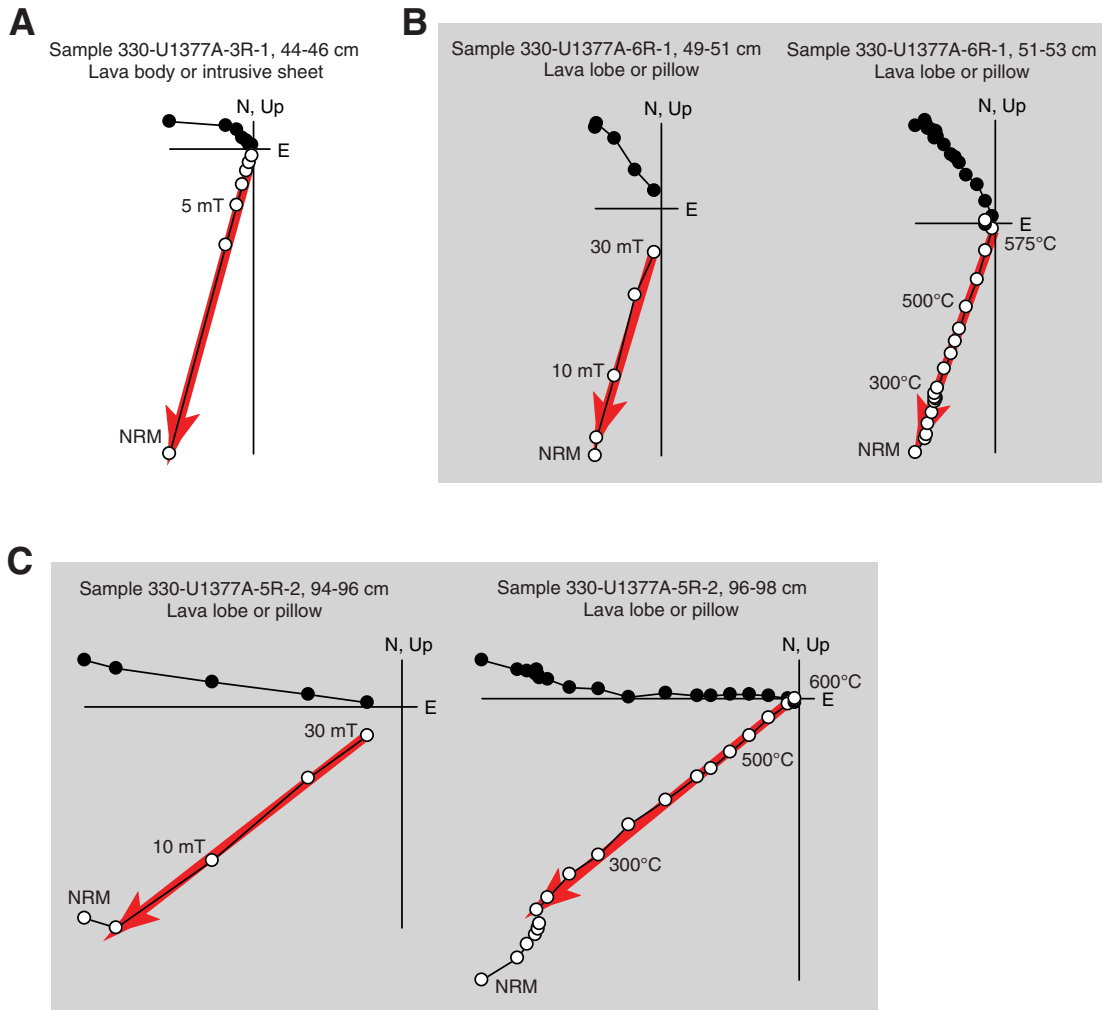 A
Sample 330-U1377A-3R-1, 44-46 cm
Lava body or intrusive sheet
N, Up
E
5 mT
NRM
B
Sample 330-U1377A-6R-1, 49-51 cm
Lava lobe or pillow
N, Up
E
30 mT
10 mT
NRM
Sample 330-U1377A-6R-1, 51-53 cm
Lava lobe or pillow
N, Up
E
575°C
500°C
300°C
NRM
C
Sample 330-U1377A-5R-2, 94-96 cm
Lava lobe or pillow
N, Up
E
30 mT
10 mT
NRM
Sample 330-U1377A-5R-2, 96-98 cm
Lava lobe or pillow
N, Up
600°C
E
500°C
300°C
NRM